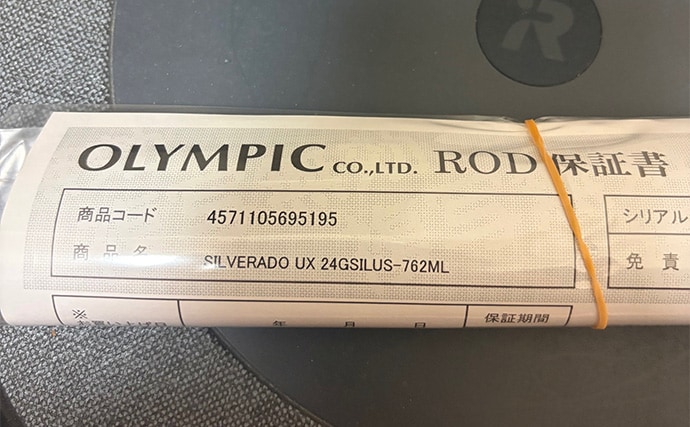 R
OLYMPIC CO.,LTD. ROD 保証書
商品コード 4571105695195 シリアル
商品名 SILVERADO UX 24GSILUS-762ML 免責
※ 年 月 日 保証期間